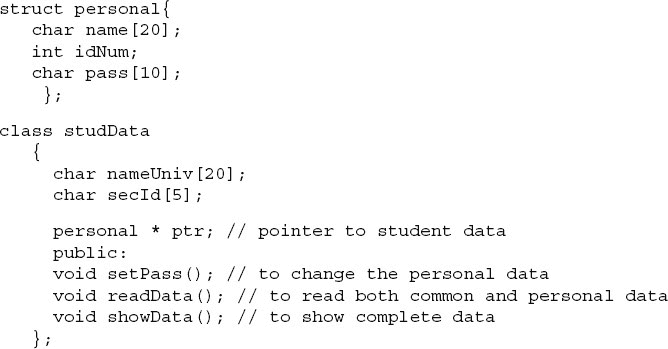 struct personal{
char name[20];
int idNum;
char pass[10];
};
class studData
{
char nameUniv[20];
char secId[5];
personal * ptr; // pointer to student data
public:
void setPass(); // to change the personal data
void readData(); // to read both common and personal data
void showData(); // to show complete data
};